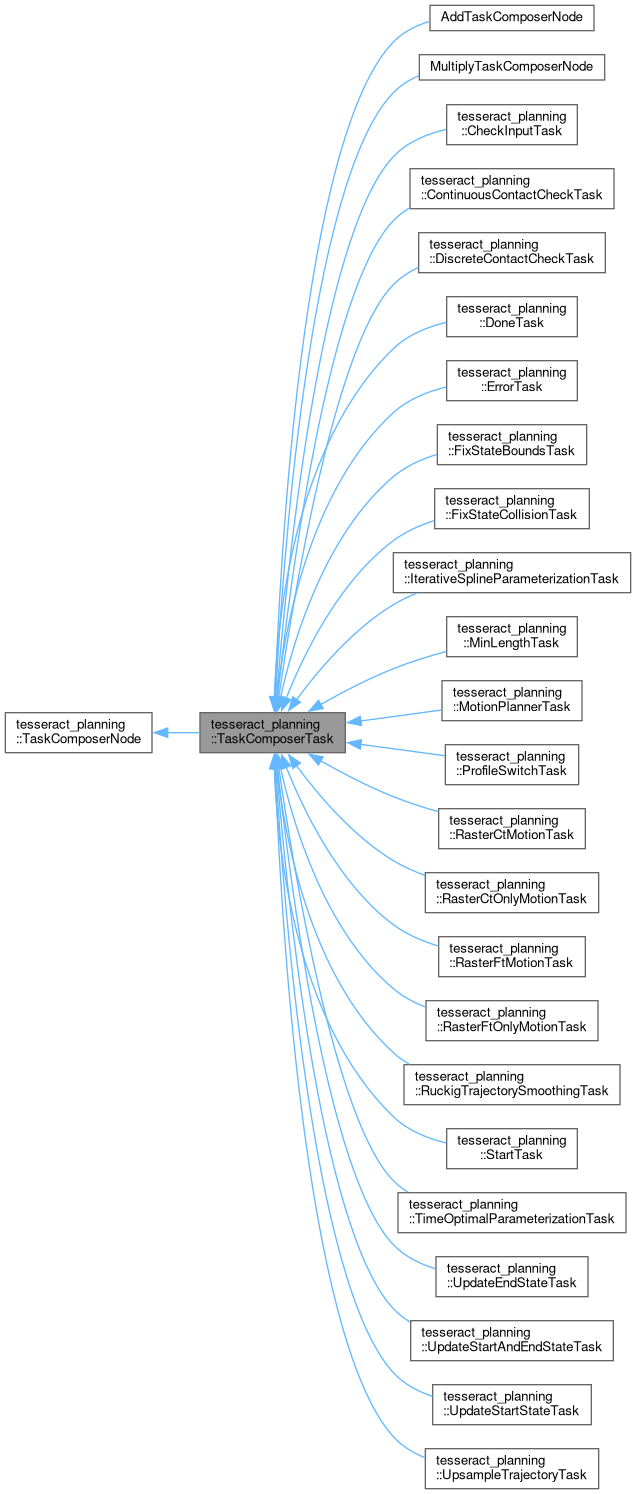 AddTaskComposerNode
MultiplyTaskComposerNode
tesseract_planning
::CheckInputTask
tesseract_planning
::ContinuousContactCheckTask
tesseract_planning
::DiscreteContactCheckTask
tesseract_planning
::DoneTask
tesseract_planning
::ErrorTask
tesseract_planning
::FixStateBoundsTask
tesseract_planning
::FixStateCollisionTask
tesseract_planning
::IterativeSplineParameterizationTask
tesseract_planning
::MinLengthTask
tesseract_planning
::MotionPlannerTask
tesseract_planning
::TaskComposerNode
tesseract_planning
::TaskComposerTask
tesseract_planning
::ProfileSwitchTask
tesseract_planning
::RasterCtMotionTask
tesseract_planning
::RasterCtOnlyMotionTask
tesseract_planning
::RasterFtMotionTask
tesseract_planning
::RasterFtOnlyMotionTask
tesseract_planning
::RuckigTrajectorySmoothingTask
tesseract_planning
::StartTask
tesseract_planning
::TimeOptimalParameterizationTask
tesseract_planning
::UpdateEndStateTask
tesseract_planning
::UpdateStartAndEndStateTask
tesseract_planning
::UpdateStartStateTask
tesseract_planning
::UpsampleTrajectoryTask